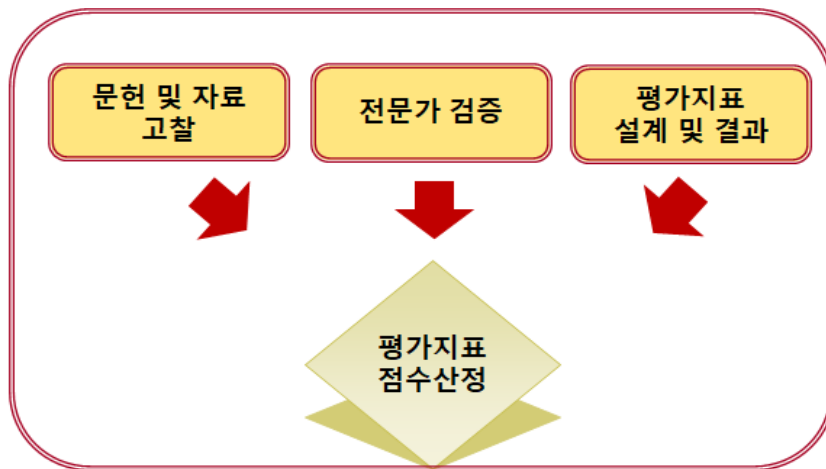 문헌 및 자료
고찰
전문가 검증
평가지표
설계 및 결과
평가지표
점수산정